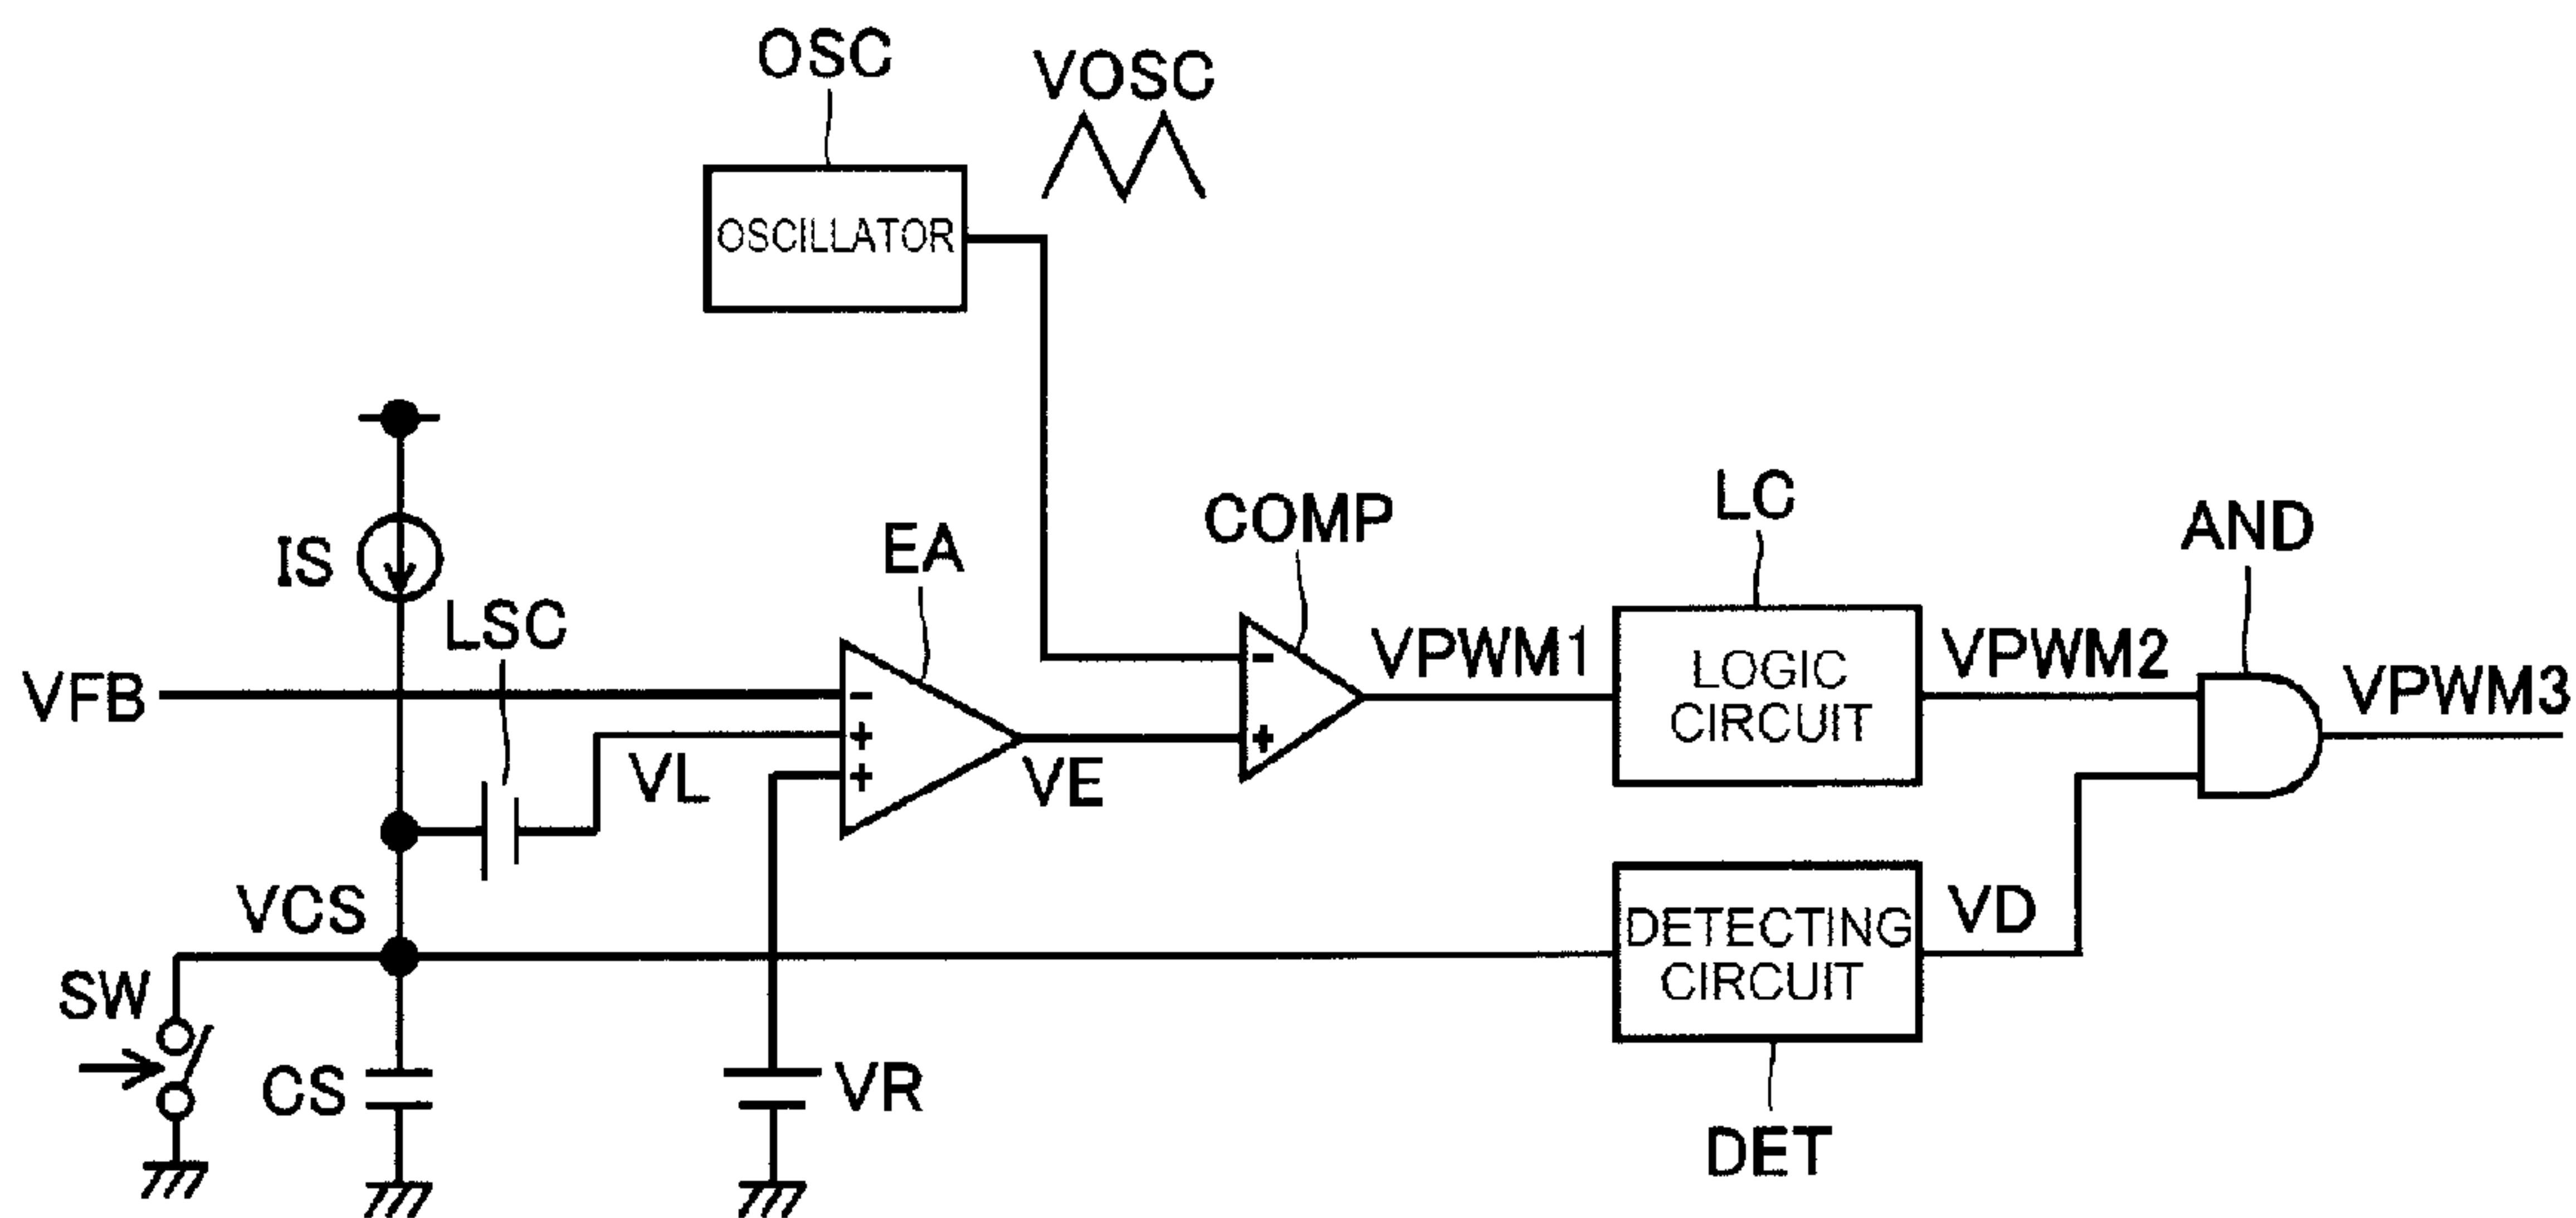 OSC
VOSC
OSCILLATOR
IS
LSC
EA
COMP
LC
AND
VFB
-
+
+
VL
VE
-
+
VPWM1
LOGIC
CIRCUIT
VPWM2
VPWM3
VCS
SW
CS
VR
DETECTING
CIRCUIT
VD
DET